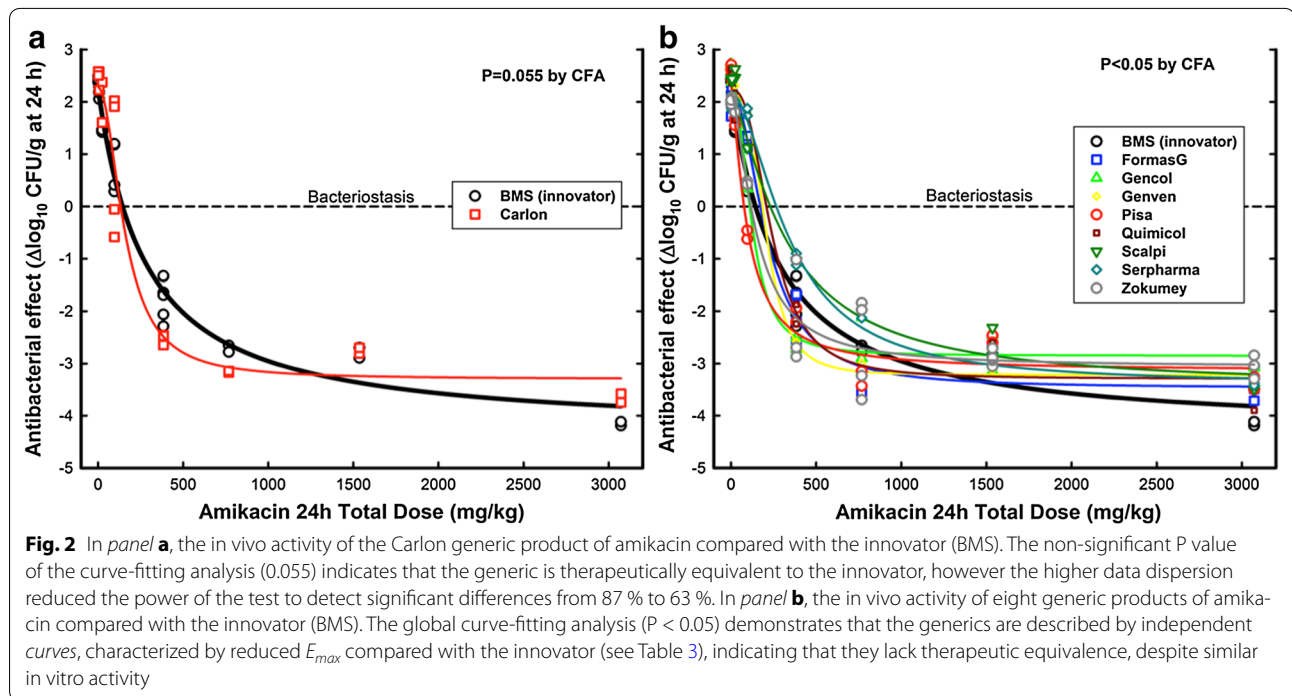 a
3
2
1
0
-1
-2
-3
-4
-5
Antibacterial effect (Δlog10 CFU/g at 24 h)
P=0.055 by CFA
Bacteriostasis
BMS (innovator)
Carlon
0 500 1000 1500 2000 2500 3000
Amikacin 24h Total Dose (mg/kg)
b
3
2
1
0
-1
-2
-3
-4
-5
Antibacterial effect (Δlog10 CFU/g at 24 h)
P<0.05 by CFA
BMS (innovator)
FormasG
Gencol
Genven
Pisa
Quimicol
Scalpi
Serpharma
Zokumey
Bacteriostasis
0 500 1000 1500 2000 2500 3000
Amikacin 24h Total Dose (mg/kg)
Fig. 2 In panel a, the in vivo activity of the Carlon generic product of amikacin compared with the innovator (BMS). The non-significant P value
of the curve-fitting analysis (0.055) indicates that the generic is therapeutically equivalent to the innovator, however the higher data dispersion
reduced the power of the test to detect significant differences from 87 % to 63 %. In panel b, the in vivo activity of eight generic products of amika-
cin compared with the innovator (BMS). The global curve-fitting analysis (P < 0.05) demonstrates that the generics are described by independent
curves, characterized by reduced Emax compared with the innovator (see Table 3), indicating that they lack therapeutic equivalence, despite similar
in vitro activity